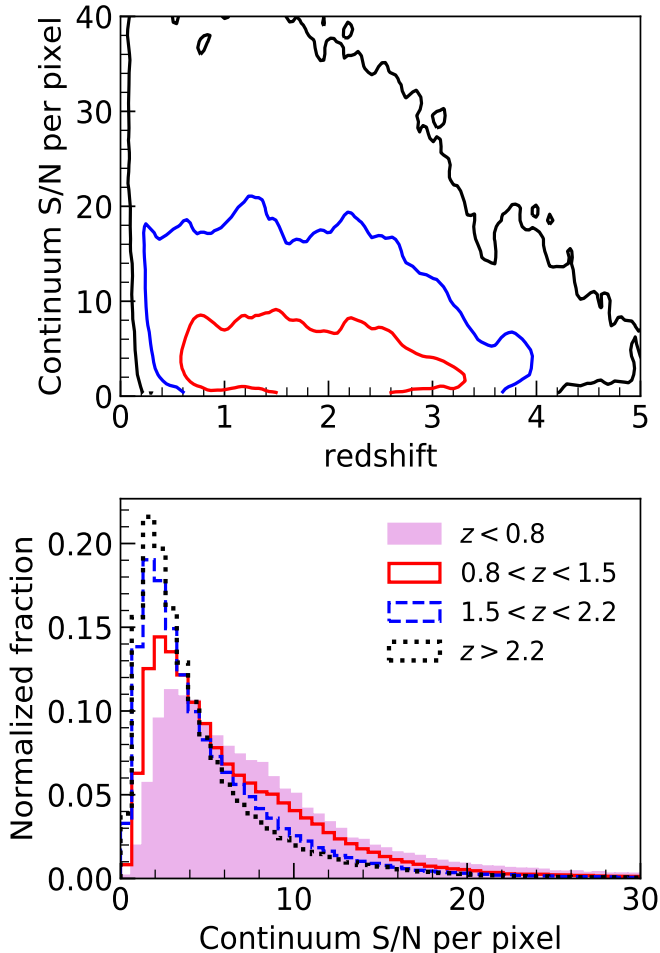 Continuum S/N per pixel
40
30
20
10
0
0 1 2 3 4 5
redshift
Normalized fraction
0.20
0.15
0.10
0.05
0.00
z < 0.8
0.8 < z < 1.5
1.5 < z < 2.2
z > 2.2
0 10 20 30
Continuum S/N per pixel